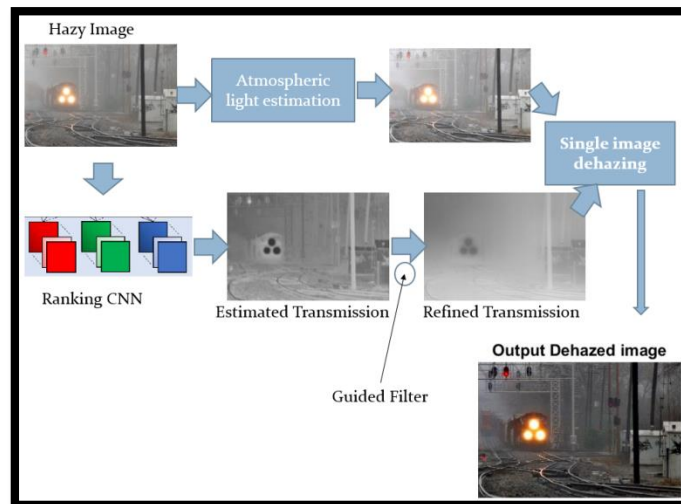 Hazy Image
Atmospheric
light estimation
Single image
dehazing
Ranking CNN
Estimated Transmission
Refined Transmission
Guided Filter
Output Dehazed image